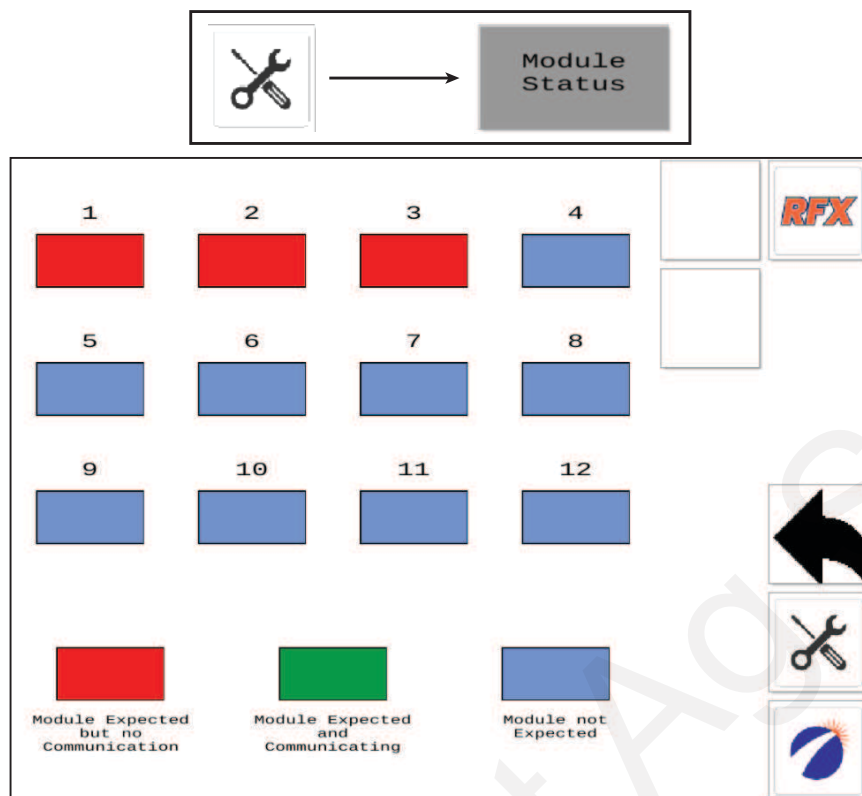 Module
Status
1 2 3 4
RFX
5 6 7 8
9 10 11 12
Module Expected
but no
Communication
Module Expected
and
Communicating
Module not
Expected